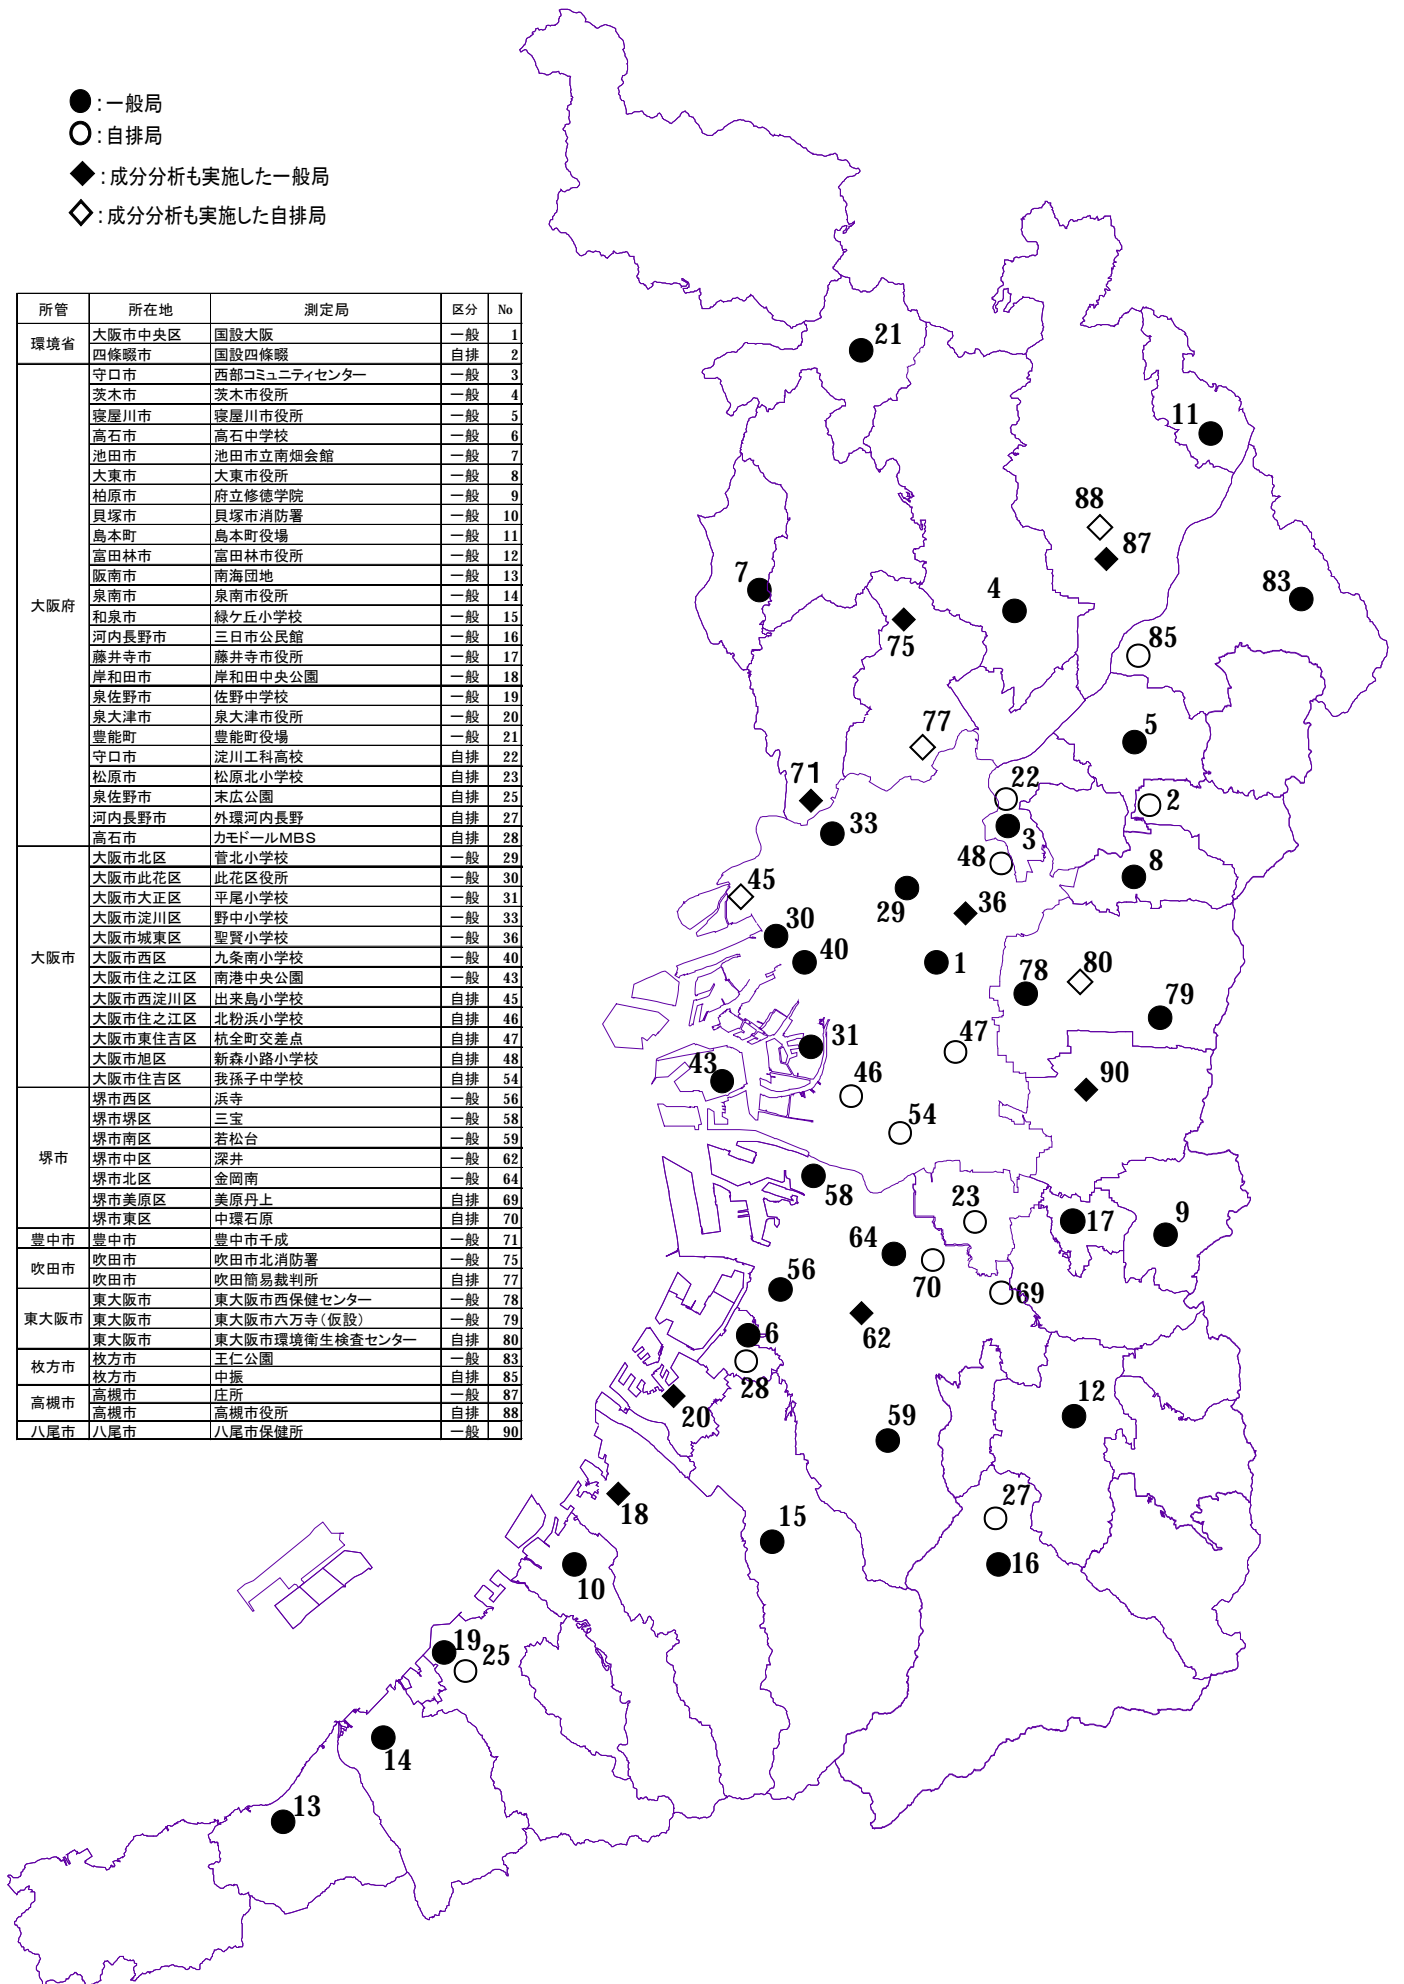 ●：一般局
○：自排局
◆：成分分析も実施した一般局
◇：成分分析も実施した自排局
所管 所在地 測定局 区分 No
環境省 大阪市中央区 国設大阪 一般 1
四條畷市 国設四條畷 自排 2
大阪府 守口市 西部コミュニティセンター 一般 3
茨木市 茨木市役所 一般 4
寝屋川市 寝屋川市役所 一般 5
高石市 高石中学校 一般 6
池田市 池田市立南畑会館 一般 7
大東市 大東市役所 一般 8
柏原市 府立修徳学院 一般 9
貝塚市 貝塚市消防署 一般 10
島本町 島本町役場 一般 11
富田林市 富田林市役所 一般 12
阪南市 南海団地 一般 13
泉南市 泉南市役所 一般 14
和泉市 緑ケ丘小学校 一般 15
河内長野市 三日市公民館 一般 16
藤井寺市 藤井寺市役所 一般 17
岸和田市 岸和田中央公園 一般 18
泉佐野市 佐野中学校 一般 19
泉大津市 泉大津市役所 一般 20
豊能町 豊能町役場 一般 21
守口市 淀川工科高校 自排 22
松原市 松原北小学校 自排 23
泉佐野市 末広公園 自排 25
河内長野市 外環河内長野 自排 27
高石市 カモドールMBS 自排 28
大阪市 大阪市北区 菅北小学校 一般 29
大阪市此花区 此花区役所 一般 30
大阪市大正区 平尾小学校 一般 31
大阪市淀川区 野中小学校 一般 33
大阪市城東区 聖賢小学校 一般 36
大阪市西区 九条南小学校 一般 40
大阪市住之江区 南港中央公園 一般 43
大阪市西淀川区 出来島小学校 自排 45
大阪市住之江区 北粉浜小学校 自排 46
大阪市東住吉区 杭全町交差点 自排 47
大阪市旭区 新森小路小学校 自排 48
大阪市住吉区 我孫子中学校 自排 54
堺市 堺市西区 浜寺 一般 56
堺市堺区 三宝 一般 58
堺市南区 若松台 一般 59
堺市中区 深井 一般 62
堺市北区 金岡南 一般 64
堺市美原区 美原丹上 自排 69
堺市東区 中環石原 自排 70
豊中市 豊中市 豊中市千成 一般 71
吹田市 吹田市 吹田市北消防署 一般 75
吹田市 吹田簡易裁判所 自排 77
東大阪市 東大阪市 東大阪市西保健センター 一般 78
東大阪市 東大阪市六万寺（仮設） 一般 79
東大阪市 東大阪市環境衛生検査センター 自排 80
枚方市 枚方市 王仁公園 一般 83
枚方市 中振 自排 85
高槻市 高槻市 庄所 一般 87
高槻市 高槻市役所 自排 88
八尾市 八尾市 八尾市保健所 一般 90
21
11
88
87
7
4
83
75
85
77
5
71
22
2
33
3
48
8
45
29
36
30
40
1
78
80
79
31
47
43
46
90
54
58
23
17
9
64
70
56
69
6
62
28
20
12
59
18
27
15
10
16
19
25
14
13